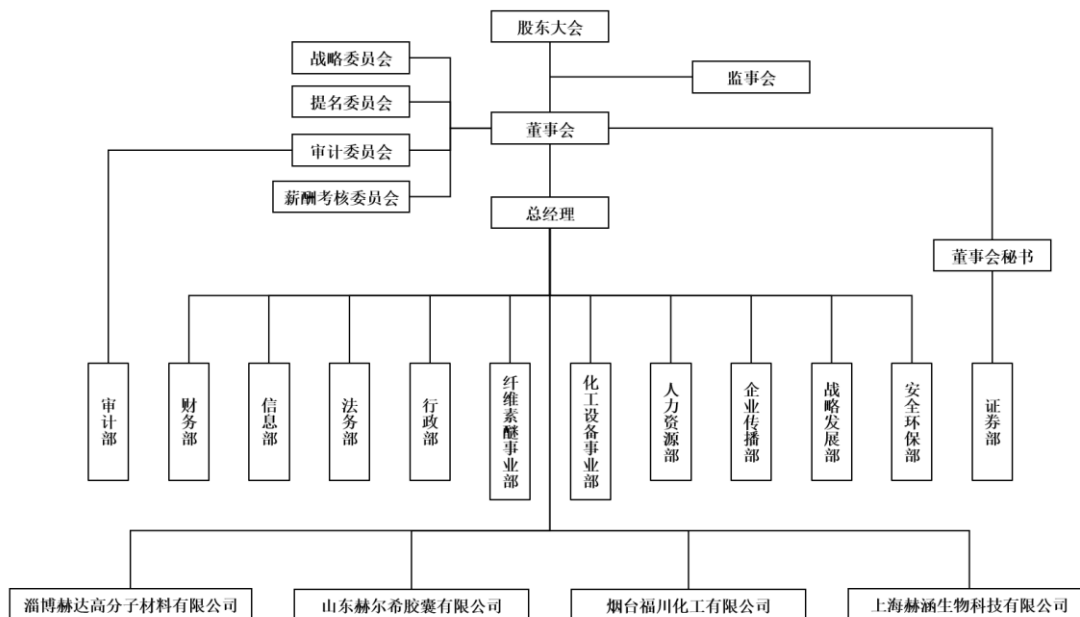 股东大会
战略委员会
监事会
提名委员会
董事会
审计委员会
薪酬考核委员会
总经理
董事会秘书
审计部
财务部
信息部
法务部
行政部
纤维素醚事业部
化工设备事业部
人力资源部
企业传播部
战略发展部
安全环保部
证券部
淄博赫达高分子材料有限公司
山东赫尔希胶囊有限公司
烟台福川化工有限公司
上海赫涵生物科技有限公司